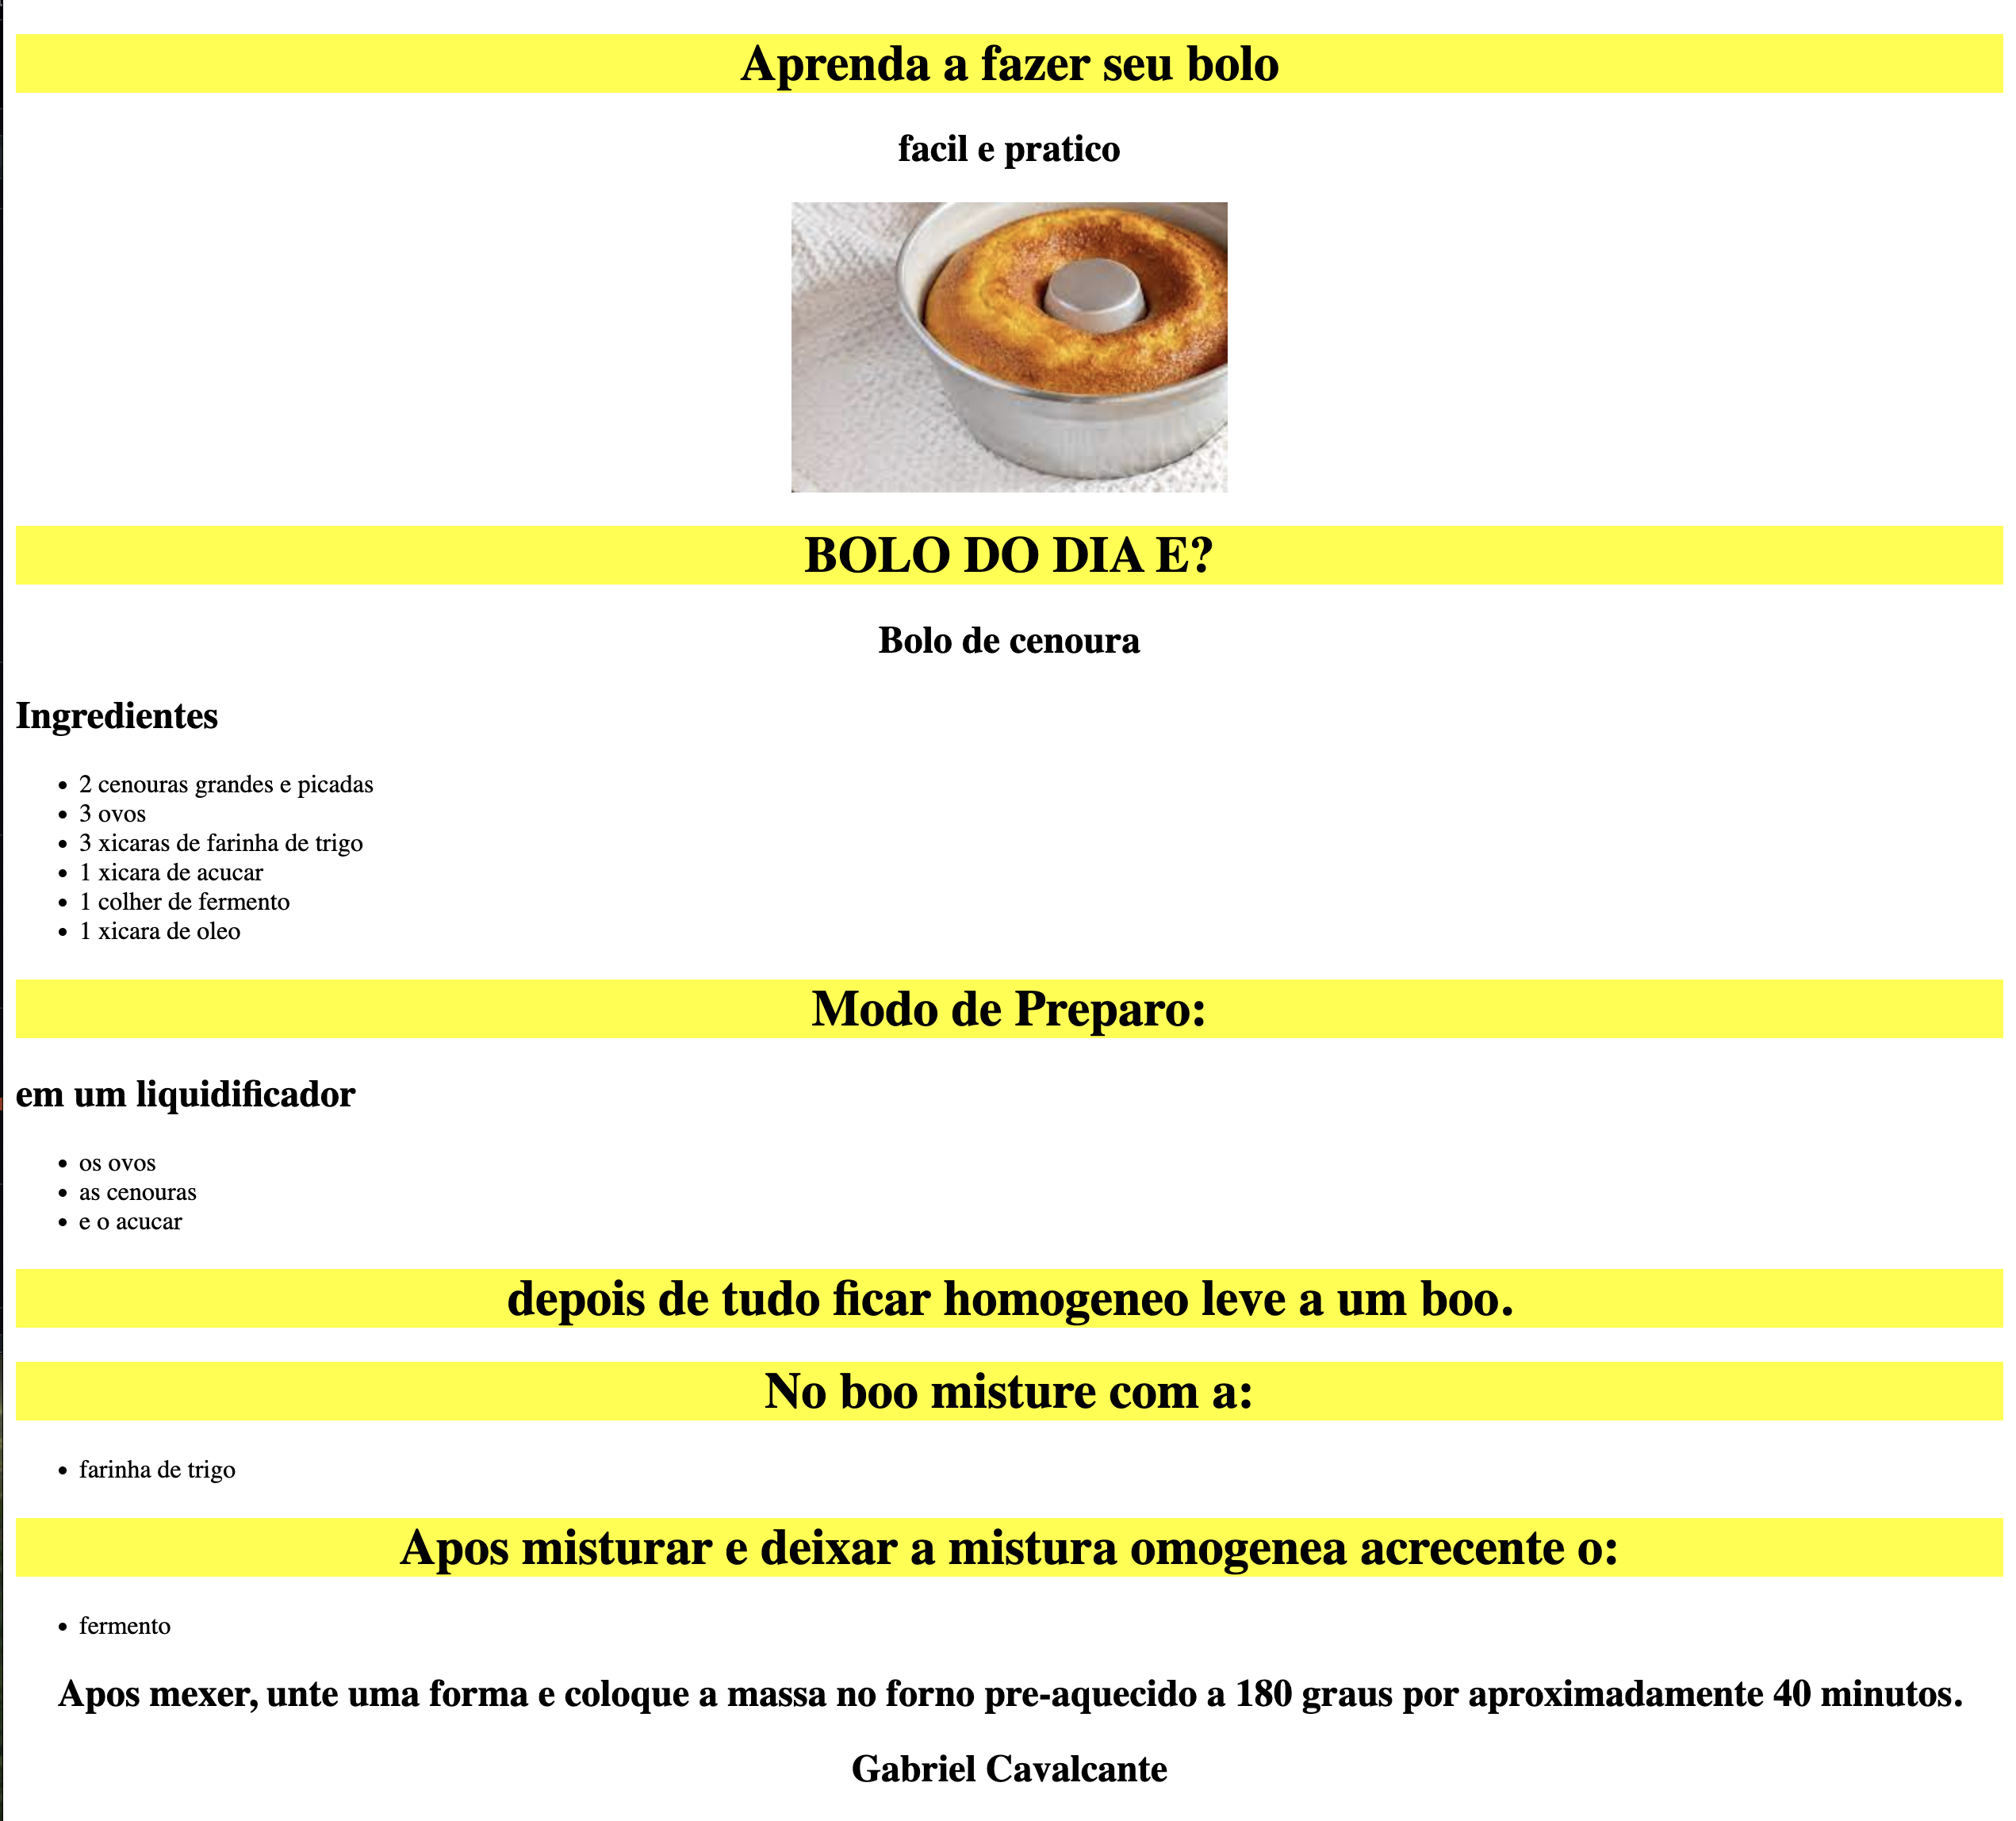 Aprenda a fazer seu bolo
facil e pratico
BOLO DO DIA E?
Bolo de cenoura
Ingredientes
• 2 cenouras grandes e picadas
• 3 ovos
• 3 xicaras de farinha de trigo
• 1 xicara de acucar
• 1 colher de fermento
• 1 xicara de oleo
Modo de Preparo:
em um liquidificador
• os ovos
• as cenouras
• e o acucar
depois de tudo ficar homogeneo leve a um boo.
No boo misture com a:
• farinha de trigo
Apos misturar e deixar a mistura omogenea acrecente o:
• fermento
Apos mexer, unte uma forma e coloque a massa no forno pre-aquecido a 180 graus por aproximadamente 40 minutos.
Gabriel Cavalcante